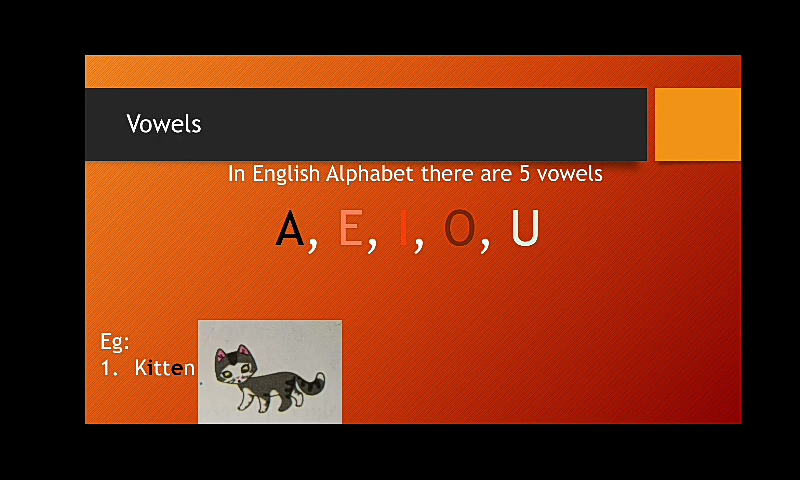 Vowels
In English Alphabet there are 5 vowels
A, E, I, O, U
Eg:
1. Kitten